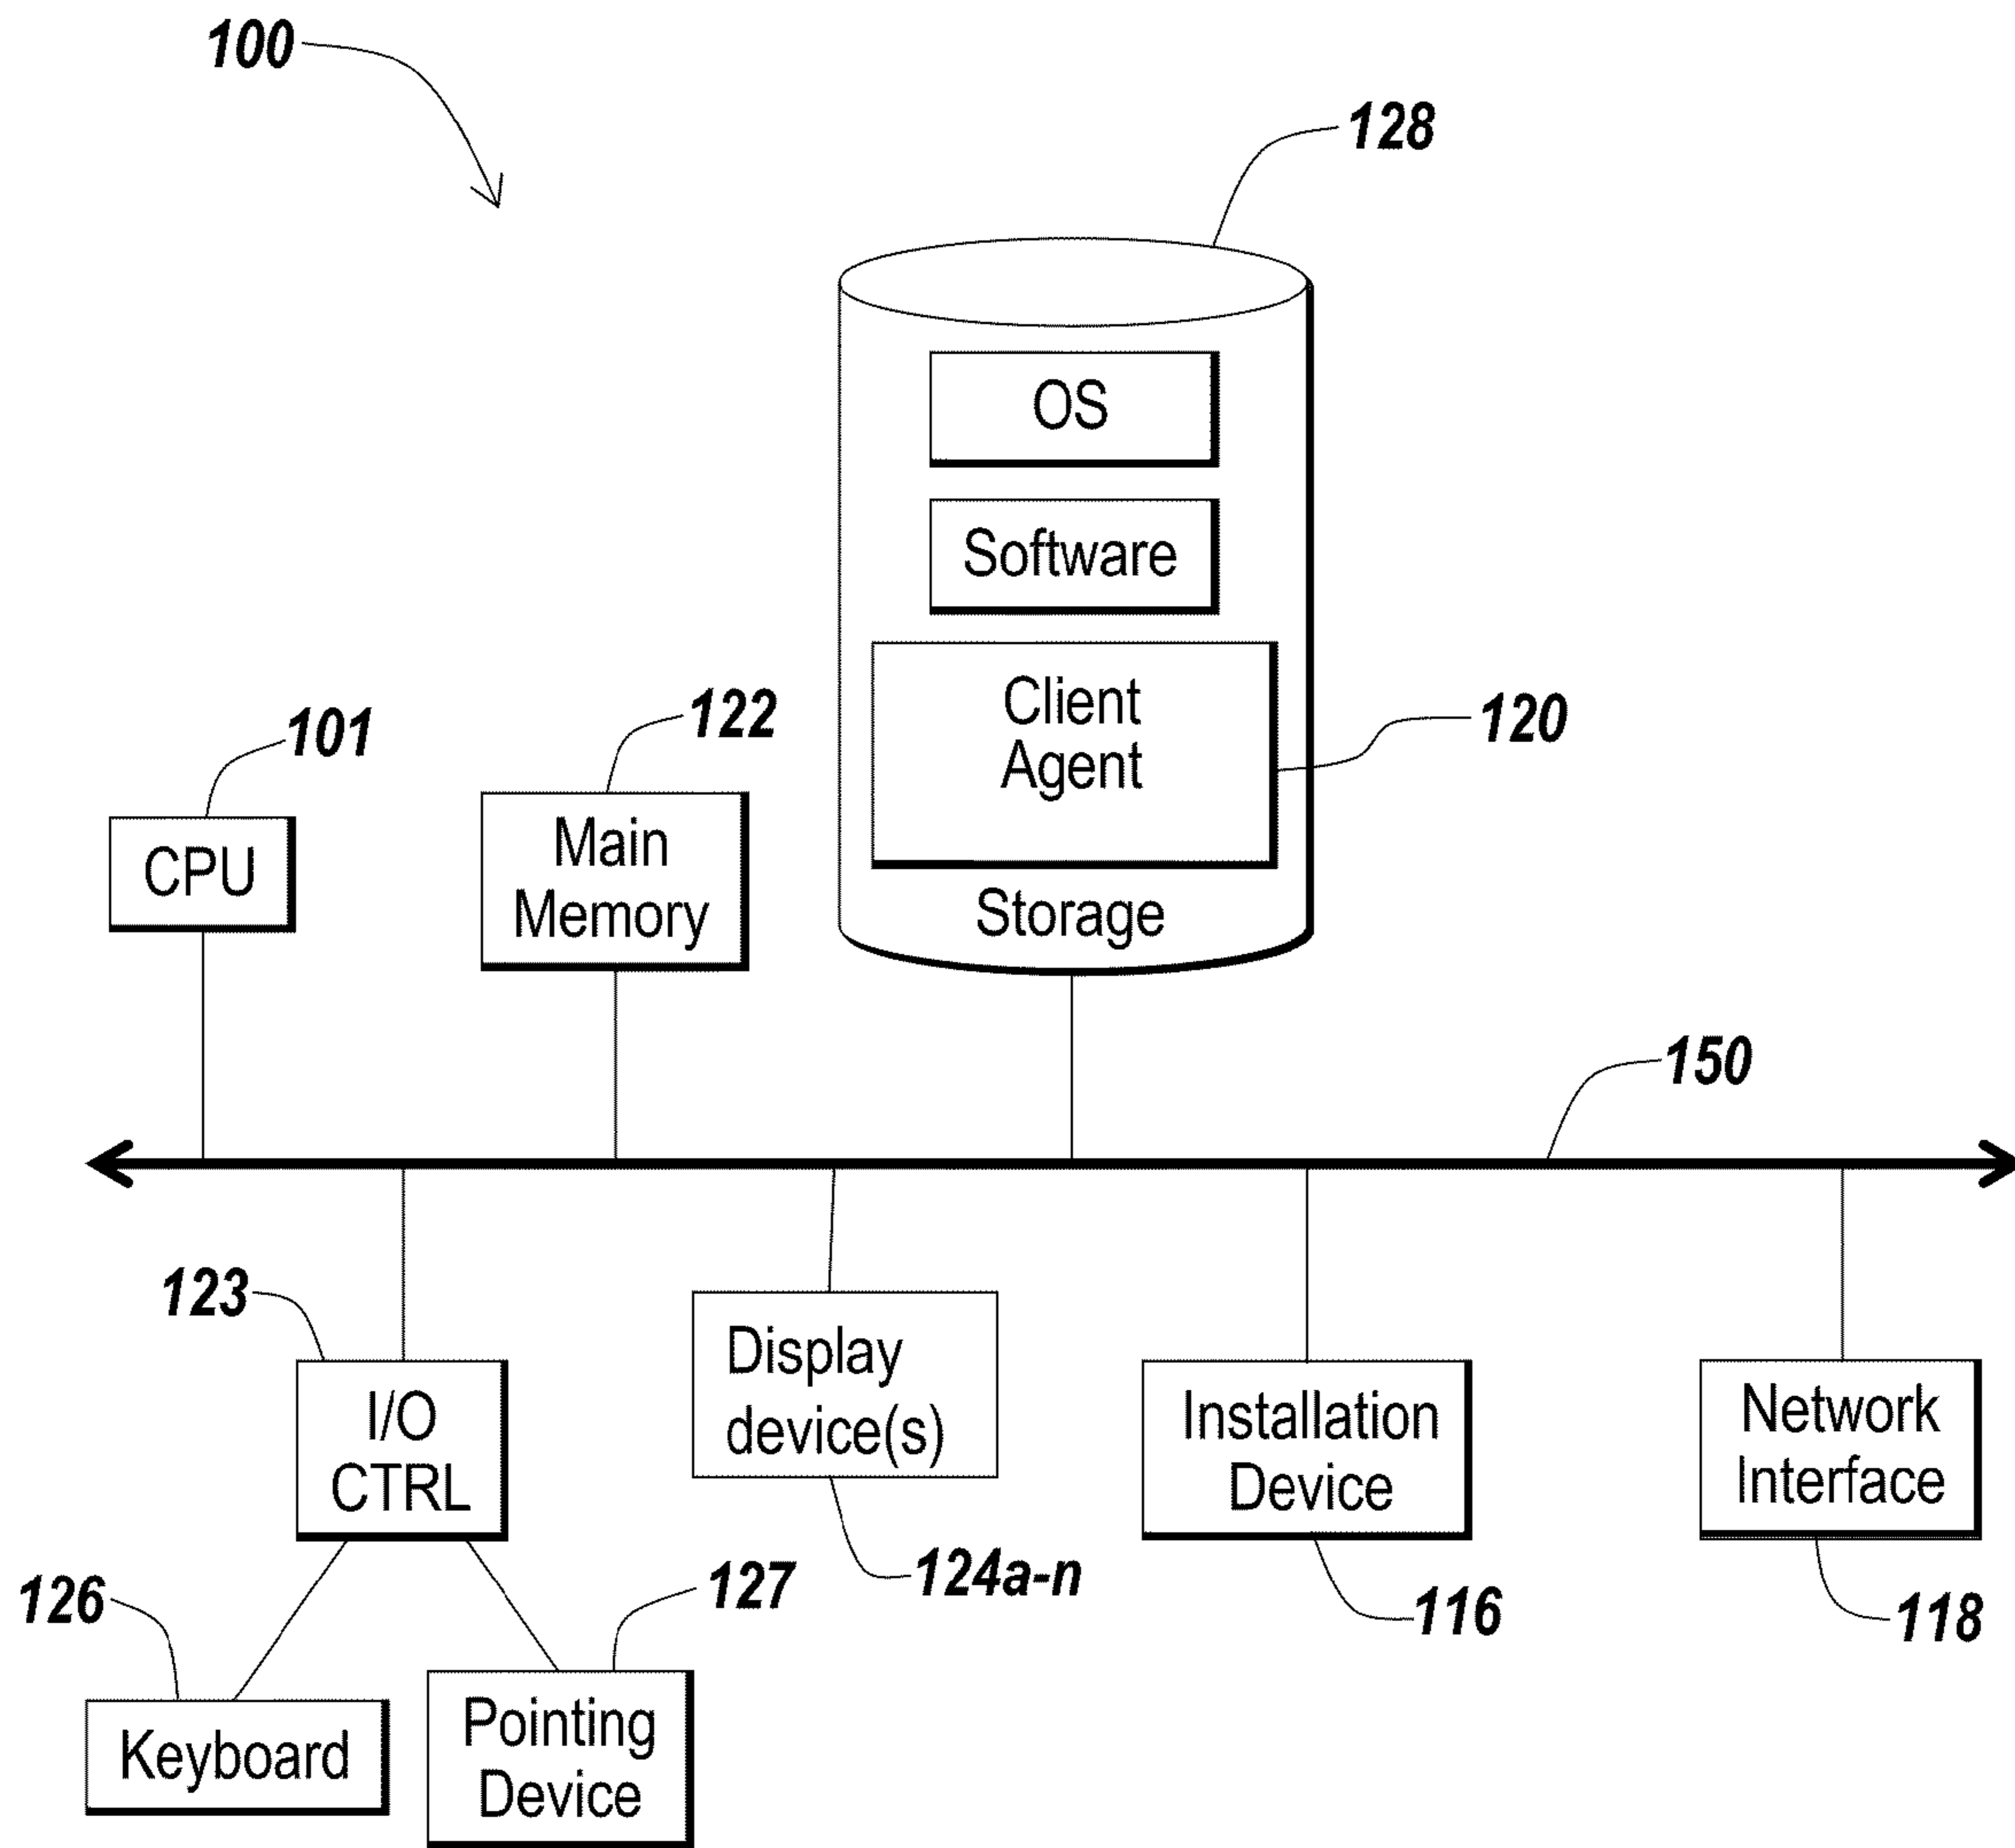 100
128
OS
Software
Client
Agent
120
Storage
101
CPU
122
Main
Memory
150
123
I/O
CTRL
Display
device(s)
124a-n
Installation
Device
116
Network
Interface
118
126
Keyboard
127
Pointing
Device